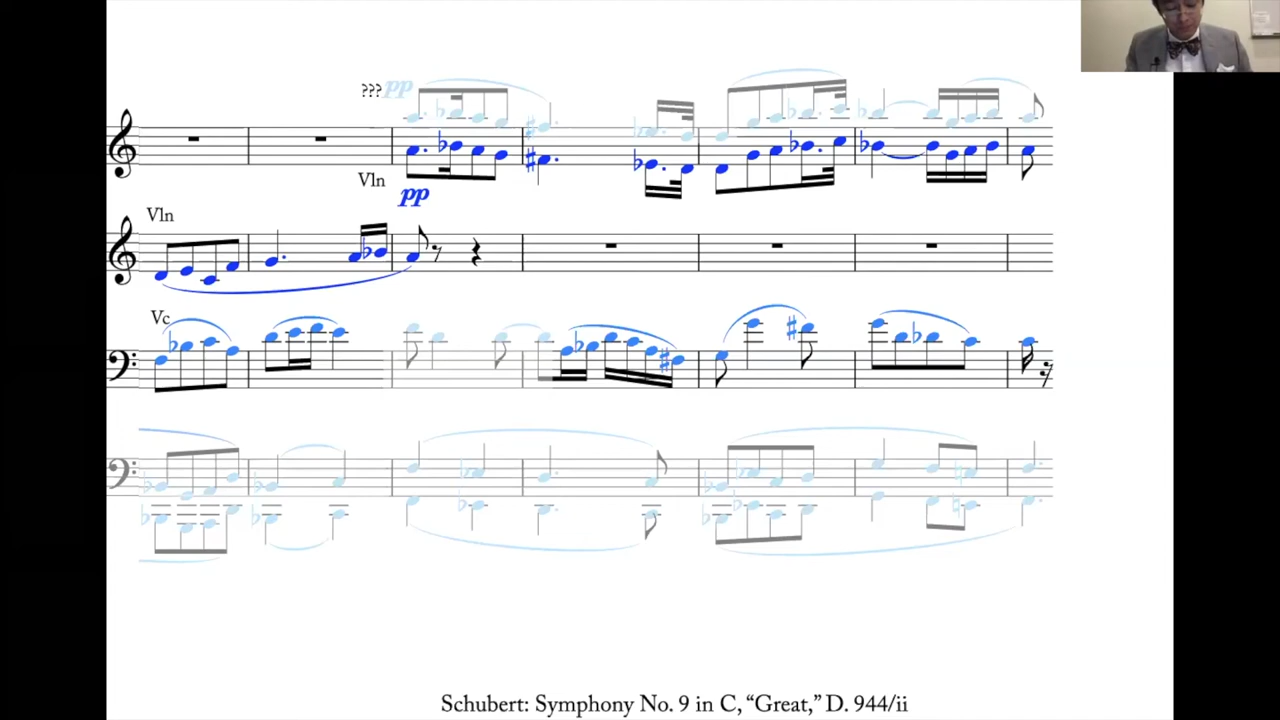 ???pp
Vln
pp
Vln
Vc
Schubert: Symphony No. 9 in C, “Great,” D. 944/ii